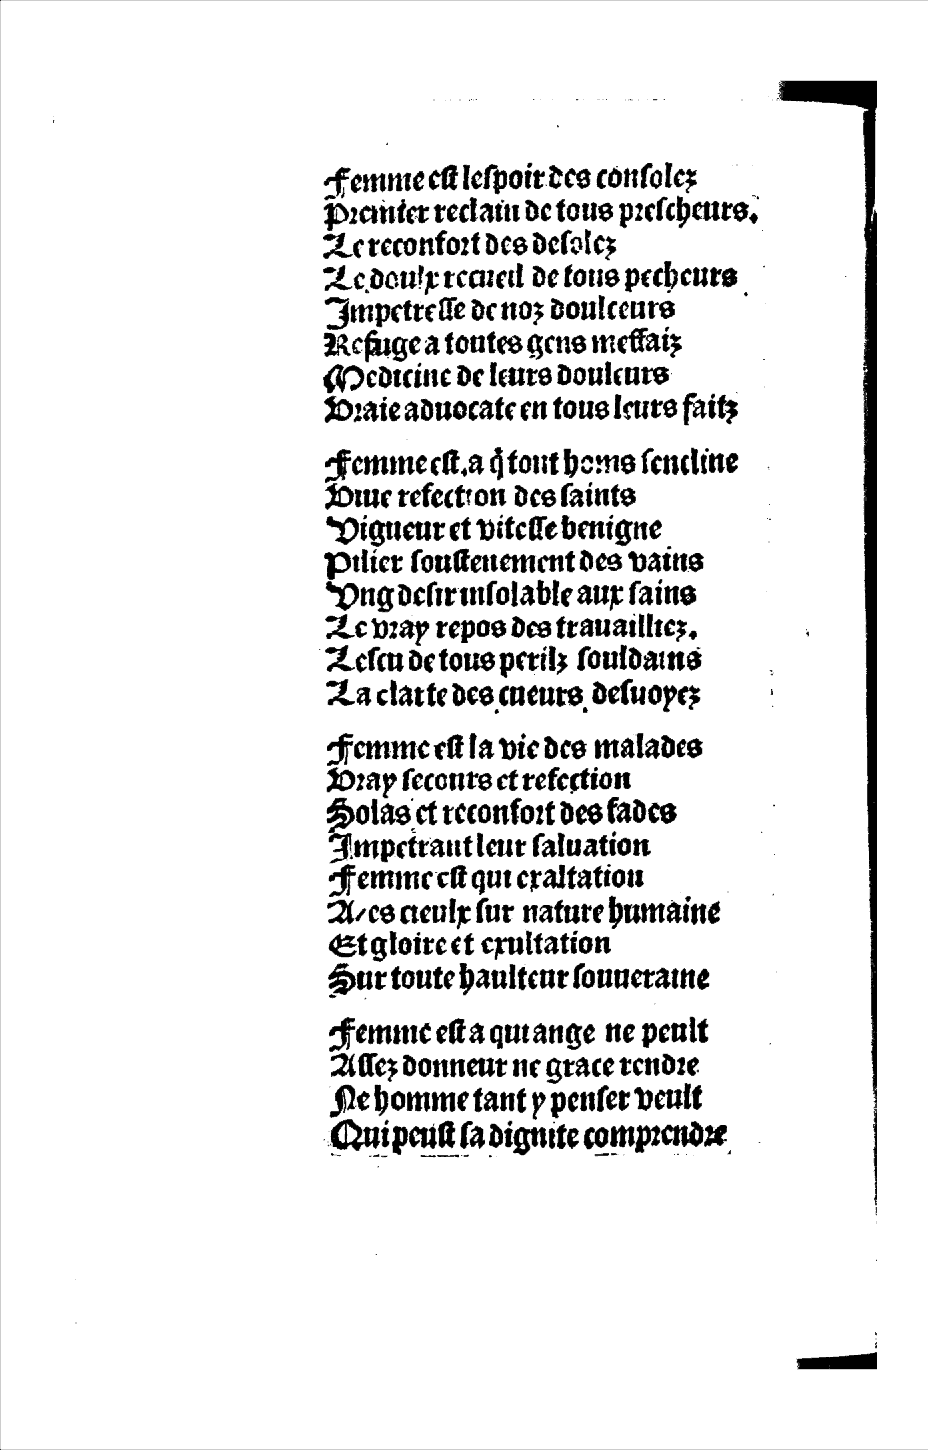 Femme est lespoir des consolez
Premier reclaim de tous prescheurs.
Le reconfort des desolez
Le doulx recueil de tous pecheurs
Impetresse de noz doulceurs
Refuge a toutes gens meffaiz
Medicine de leurs douleurs
Vraie aduocate en tous leurs faitz
Femme est.a q̃ tout homs sencline
Viue refection des saints
Vigueur et vitesse benigne
Pilier soustenement des vains
Vng desir insolable aux sains
Le vray repos des trauailliez.
Lescu de tous perilz souldains
La clarte des cueurs desuoyez
Femme est la vie des malades
Vray secours et refection
Solas et reconfort des fades
Impetrant leur saluation
Femme est qui exaltation
A/es cieulx sur nature humaine
Et gloire et exultation
Sur toute haulteur souueraine
Femme est a qui ange ne peult
Assez donneur ne grace rendre
Ne homme tant y penser veult
Qui peust sa dignite comprendre